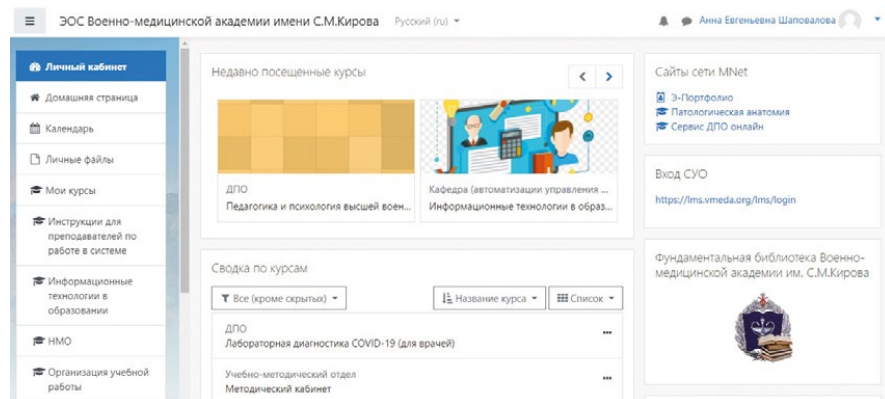 ЭОС Военно-медицинской академии имени С.М.Кирова
Русский (ru)
Анна Евгеньевна Шаповалова
Личный кабинет
Домашняя страница
Календарь
Личные файлы
Мои курсы
Инструкции для
преподавателей по
работе в системе
Информационные
технологии в
образовании
НМО
Организация учебной
работы
Недавно посещенные курсы
ДПО
Педагогика и психология высшей воен...
Кафедра (автоматизации управления ...
Информационные технологии в образ...
Сводка по курсам
Все (кроме скрытых)
Название курса
Список
ДПО
Лабораторная диагностика COVID-19 (для врачей)
Учебно-методический отдел
Методический кабинет
Сайты сети MNet
Э-Портфолио
Патологическая анатомия
Сервис ДПО онлайн
Вход СУО
https://lms.vmeda.org/lms/login
Фундаментальная библиотека Военно-
медицинской академии им. С.М.Кирова